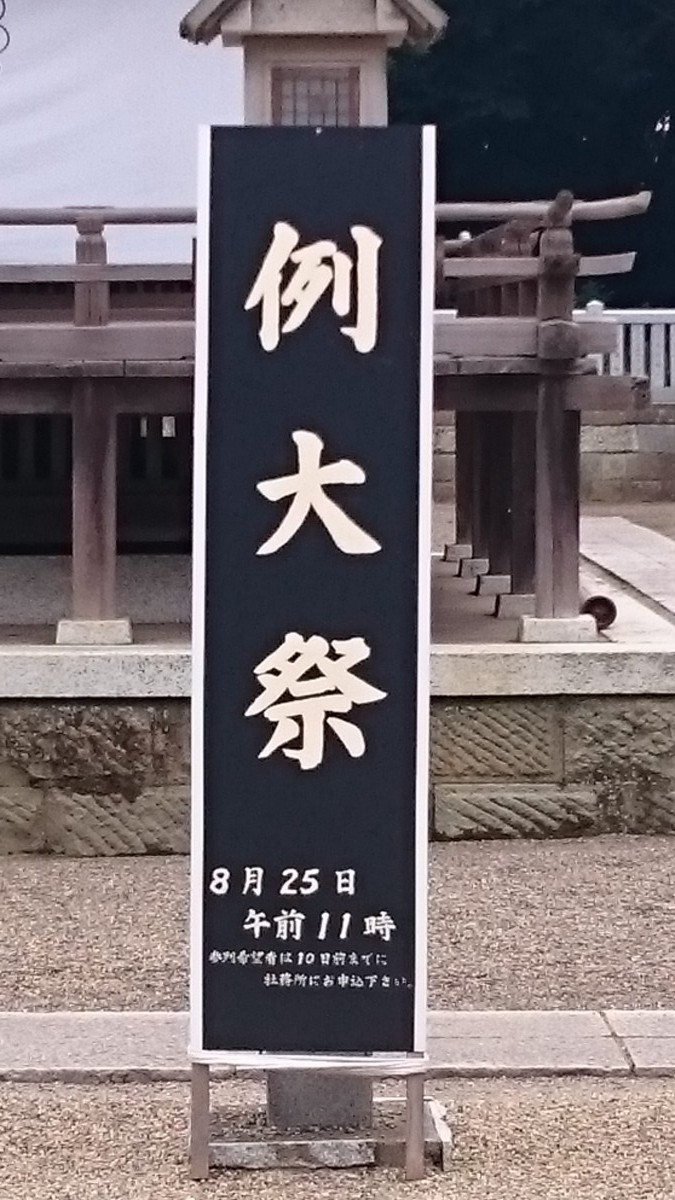 例大祭
8月25日
午前11時
参列希望者は10日前までに
社務所にお申込下さい。